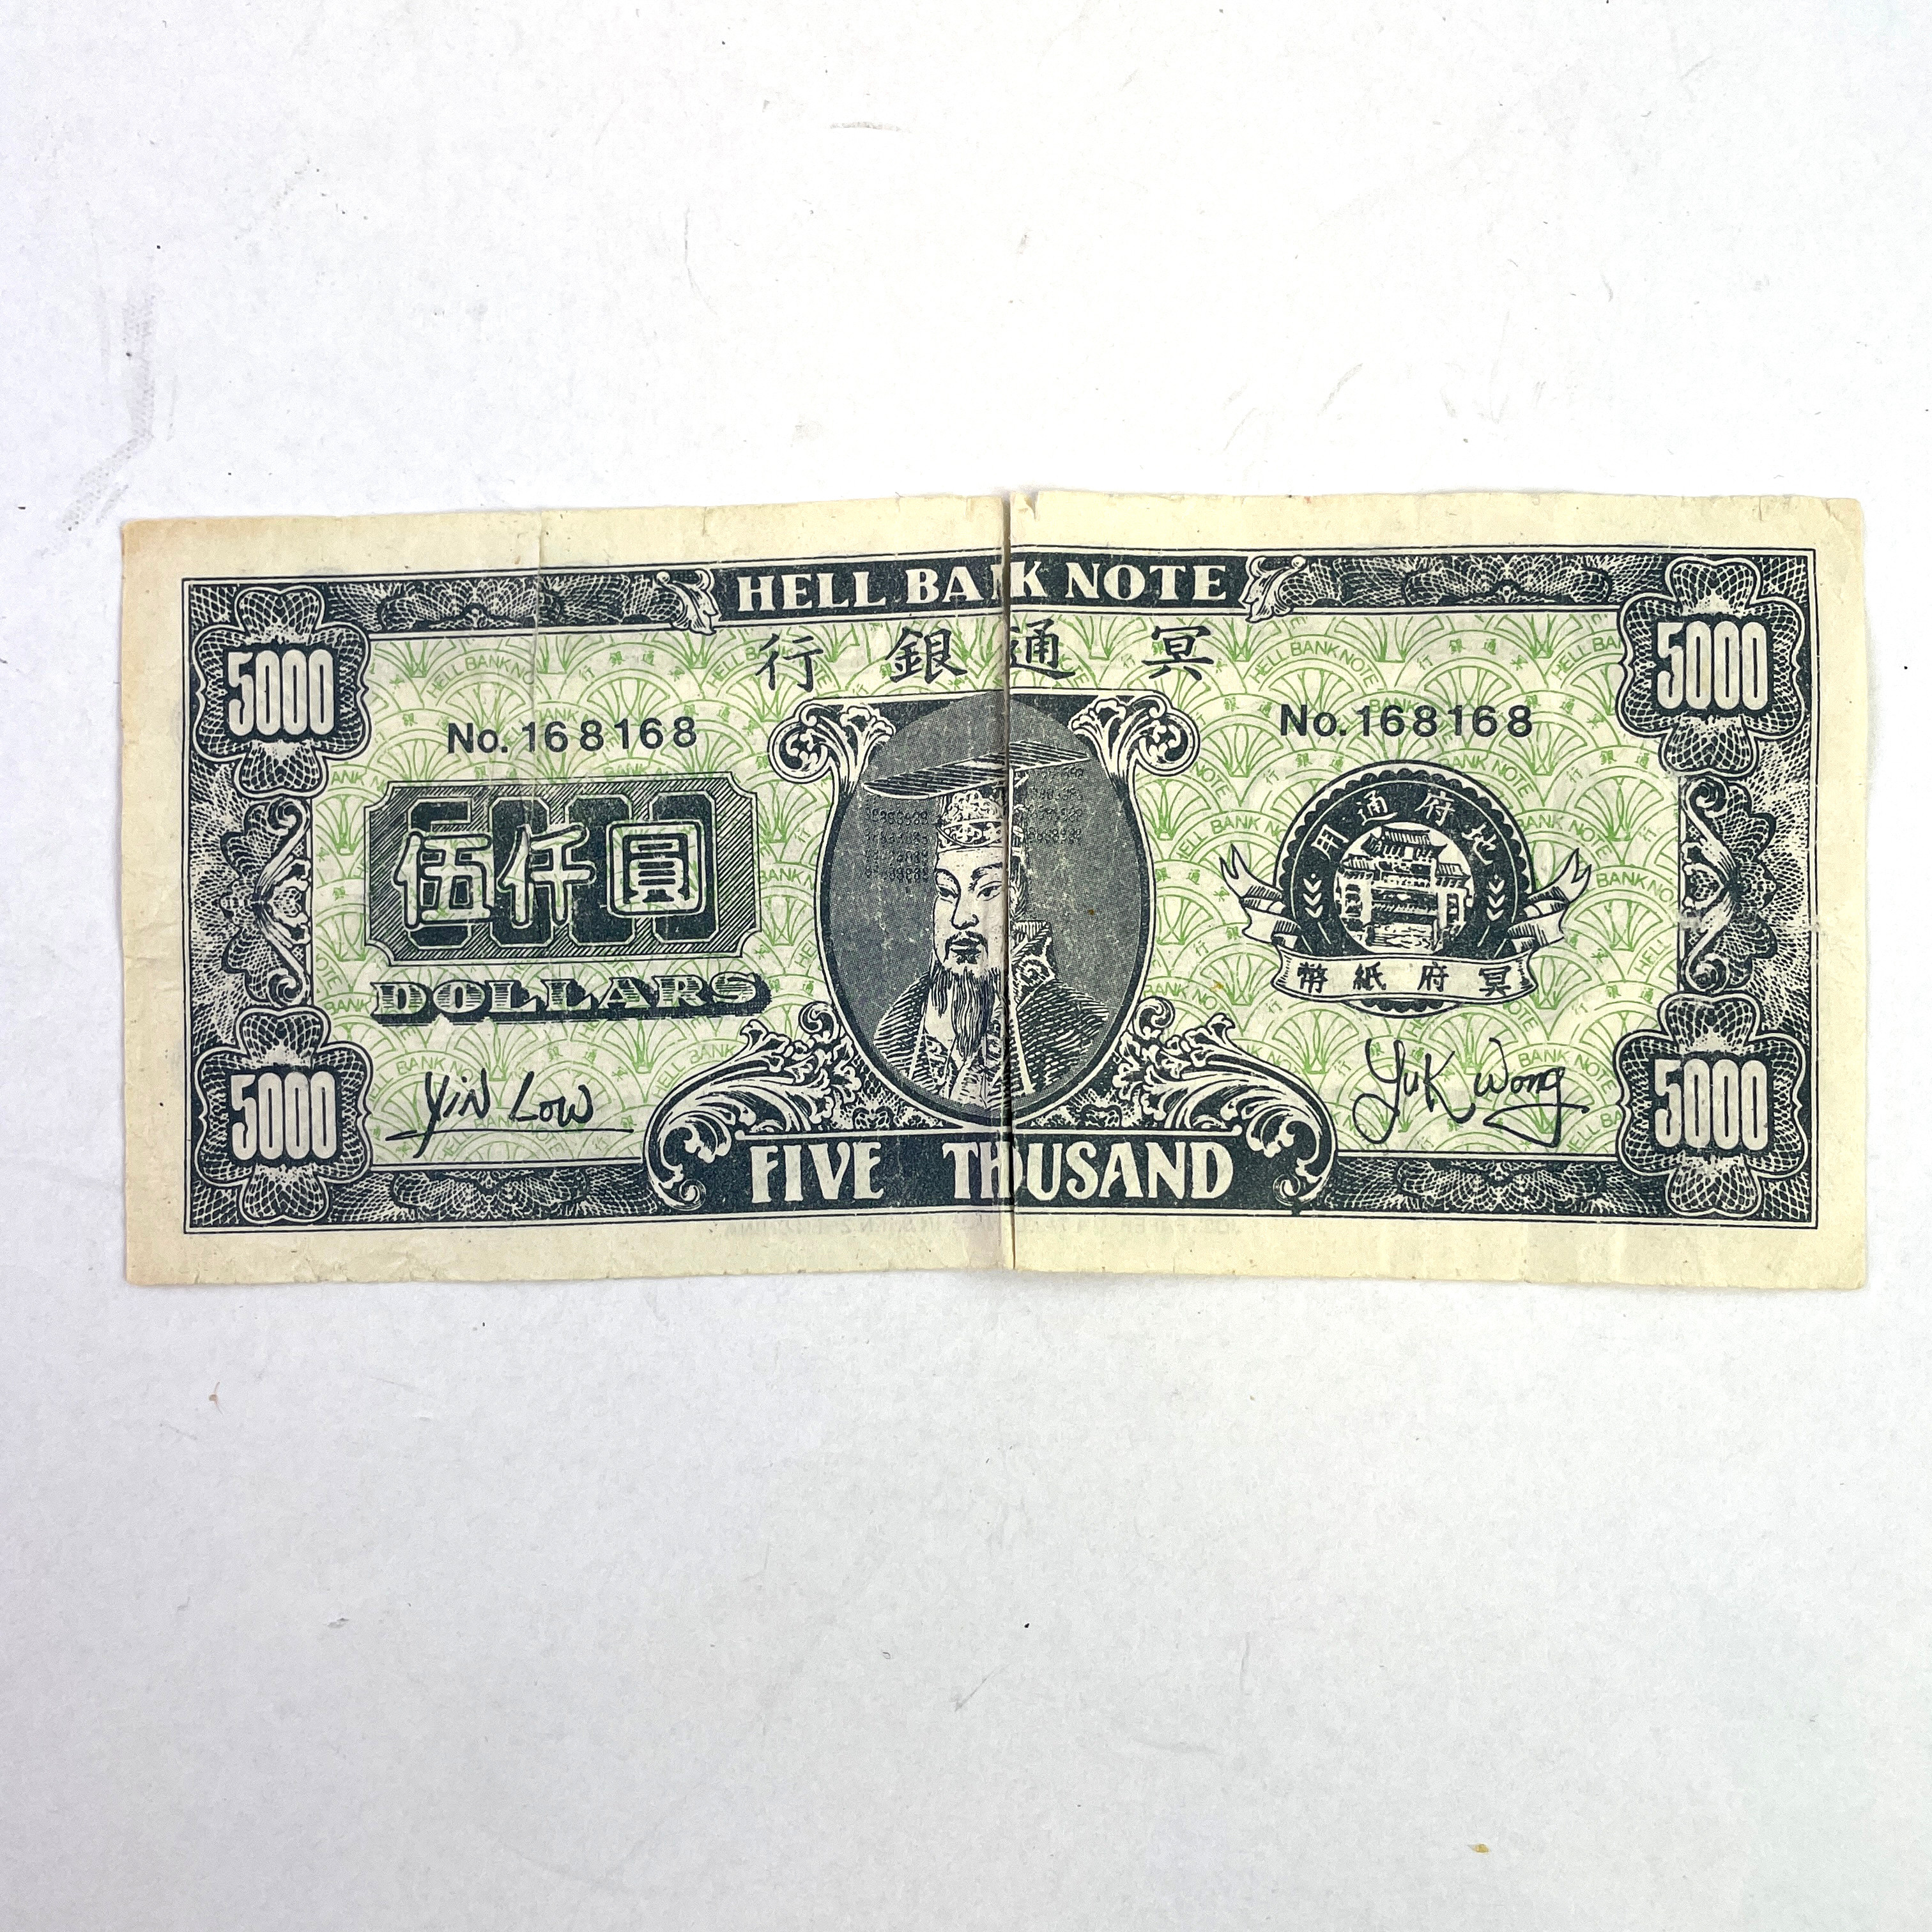 HELL BANK NOTE
冥通銀行
5000
5000
No. 168168
No. 168168
5000
伍仟圓
DOLLARS
地府通用
冥府紙幣
Yin Low
Yuk Wong
5000
5000
FIVE THOUSAND